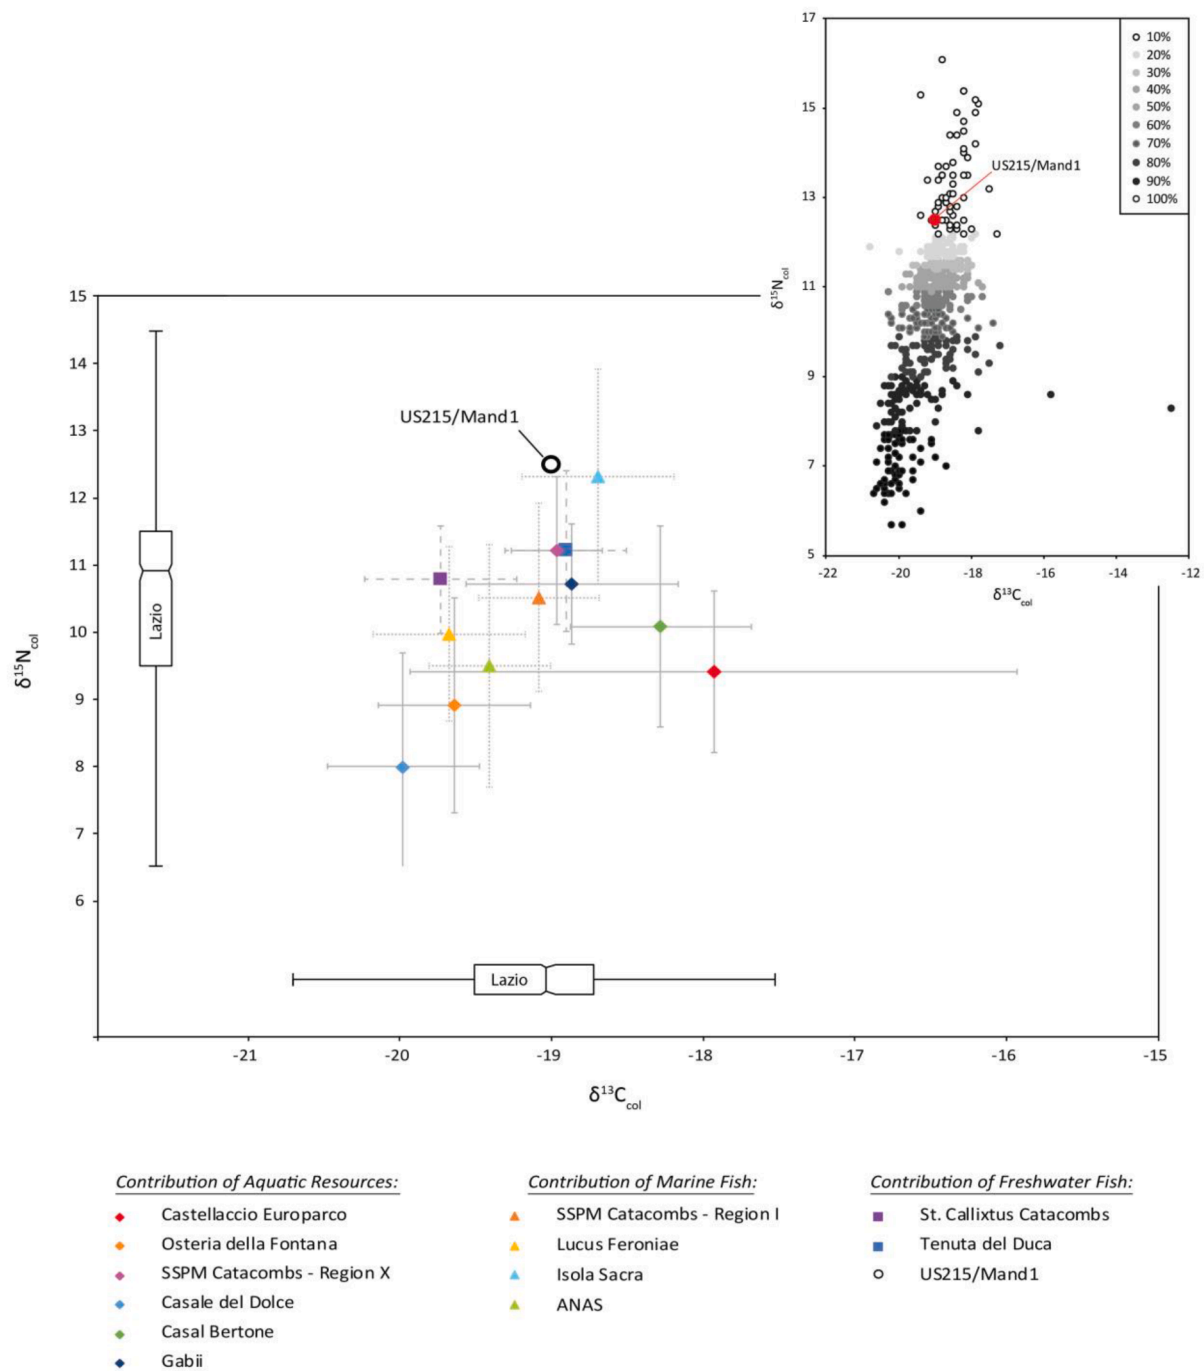 17
15
13
11
9
7
5
δ¹⁵Ncol
US215/Mand1
10%
20%
30%
40%
50%
60%
70%
80%
90%
100%
-22
-20
-18
-16
-14
-12
δ¹³Ccol
15
14
13
12
11
10
9
8
7
6
δ¹⁵Ncol
US215/Mand1
Lazio
Lazio
-21
-20
-19
-18
-17
-16
-15
δ¹³Ccol
Contribution of Aquatic Resources:
Castellaccio Europarco
Osteria della Fontana
SSPM Catacombs - Region X
Casale del Dolce
Casal Bertone
Gabii
Contribution of Marine Fish:
SSPM Catacombs - Region I
Lucus Feroniae
Isola Sacra
ANAS
Contribution of Freshwater Fish:
St. Callixtus Catacombs
Tenuta del Duca
US215/Mand1